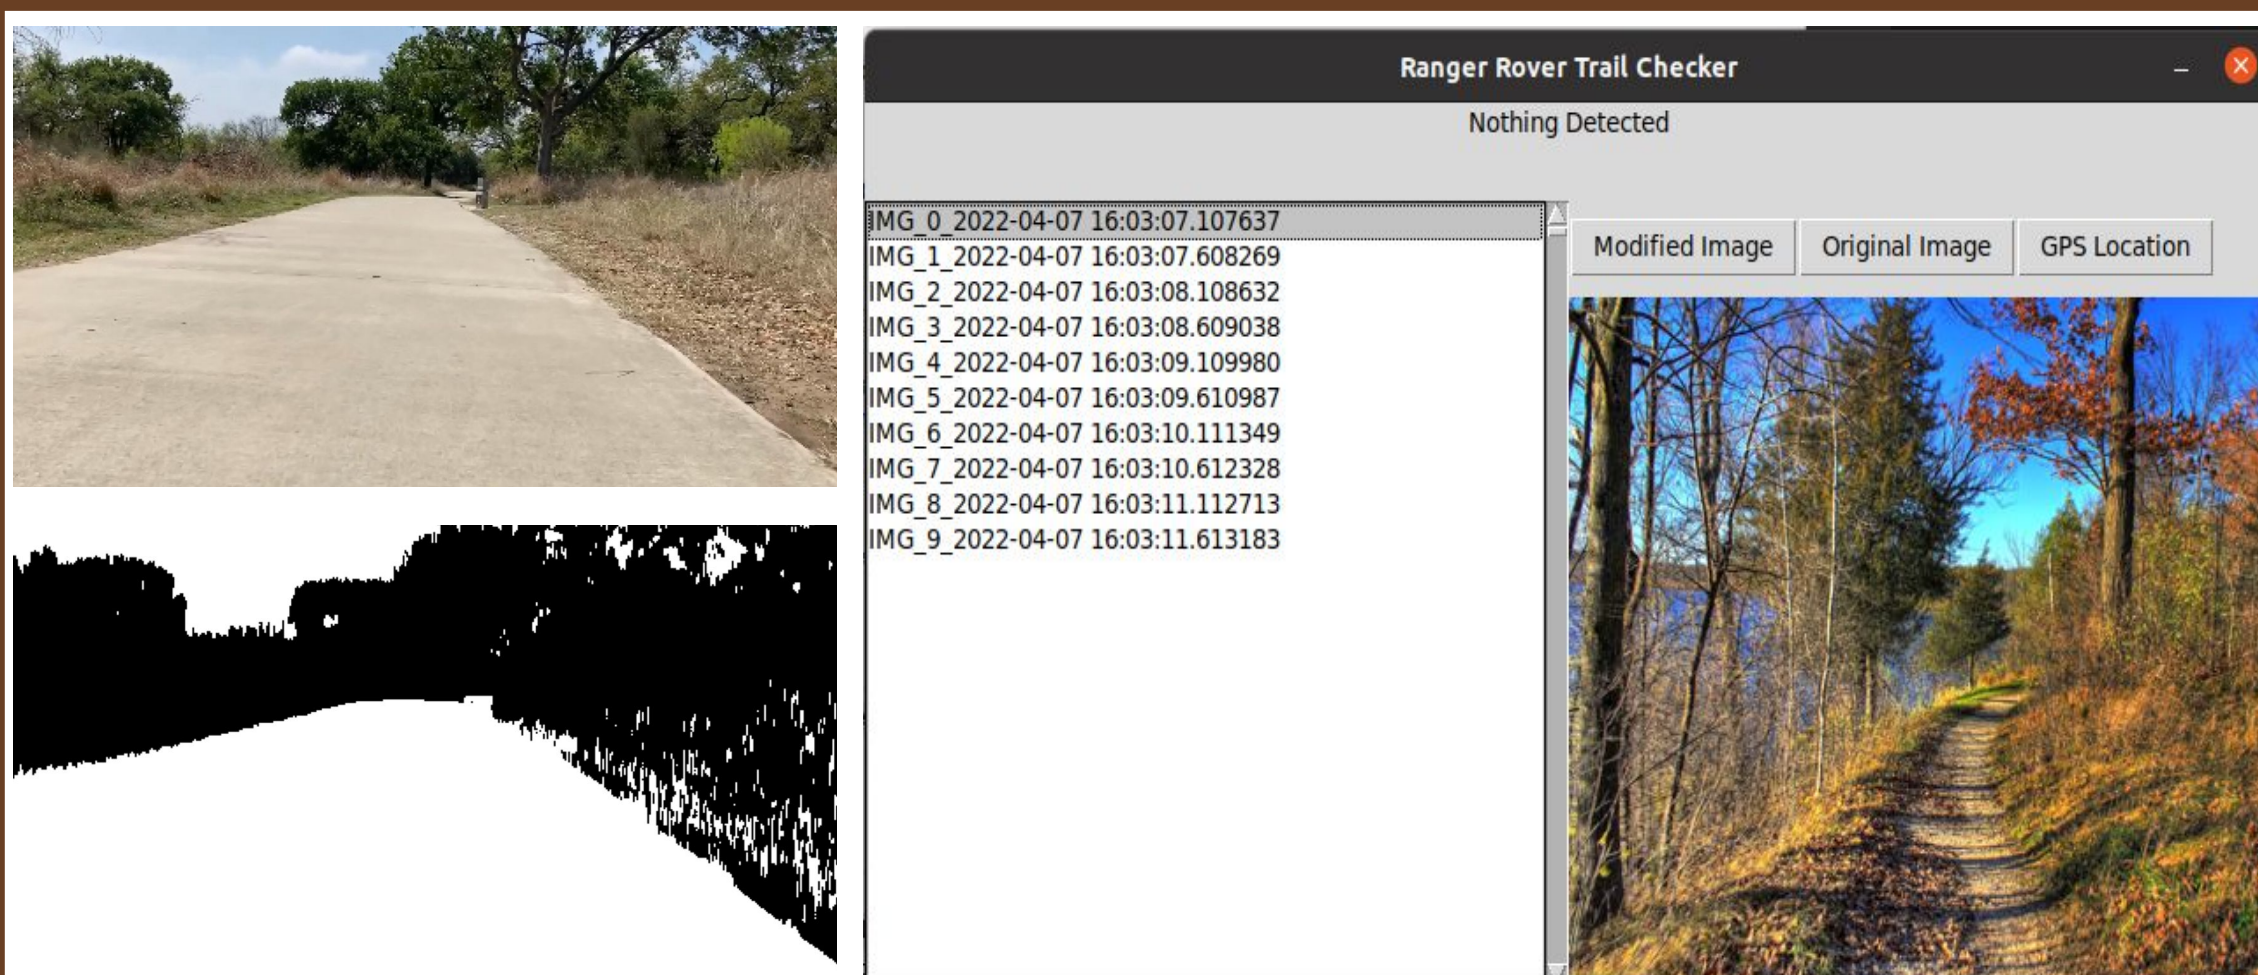 Ranger Rover Trail Checker
Nothing Detected
IMG_0_2022-04-07 16:03:07.107637
IMG_1_2022-04-07 16:03:07.608269
IMG_2_2022-04-07 16:03:08.108632
IMG_3_2022-04-07 16:03:08.609038
IMG_4_2022-04-07 16:03:09.109980
IMG_5_2022-04-07 16:03:09.610987
IMG_6_2022-04-07 16:03:10.111349
IMG_7_2022-04-07 16:03:10.612328
IMG_8_2022-04-07 16:03:11.112713
IMG_9_2022-04-07 16:03:11.613183
Modified Image Original Image GPS Location